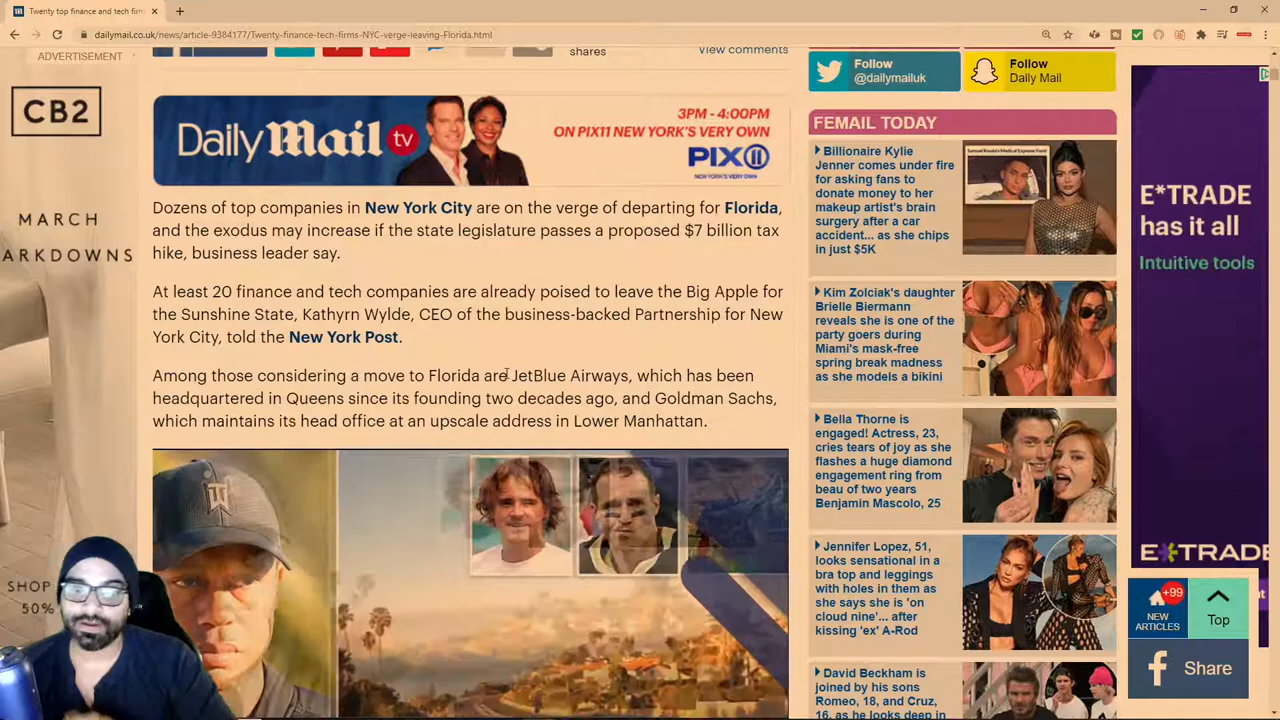 Twenty top finance and tech firm
dailymail.co.uk/news/article-9384177/Twenty-finance-tech-firms-NYC-verge-leaving-Florida.html
ADVERTISEMENT
CB2
MARCH
ARKDOWNS
SHOP
50%
shares
View comments
Daily Mail tv
3PM - 4:00PM
ON PIX11 NEW YORK'S VERY OWN
PIX11
NEW YORK'S VERY OWN
Dozens of top companies in New York City are on the verge of departing for Florida,
and the exodus may increase if the state legislature passes a proposed $7 billion tax
hike, business leader say.
At least 20 finance and tech companies are already poised to leave the Big Apple for
the Sunshine State, Kathyrn Wylde, CEO of the business-backed Partnership for New
York City, told the New York Post.
Among those considering a move to Florida are JetBlue Airways, which has been
headquartered in Queens since its founding two decades ago, and Goldman Sachs,
which maintains its head office at an upscale address in Lower Manhattan.
Follow
@dailymailuk
Follow
Daily Mail
FEMAIL TODAY
Billionaire Kylie
Jenner comes under fire
for asking fans to
donate money to her
makeup artist's brain
surgery after a car
accident... as she chips
in just $5K
Kim Zolciak's daughter
Brielle Biermann
reveals she is one of the
party goers during
Miami's mask-free
spring break madness
as she models a bikini
Bella Thorne is
engaged! Actress, 23,
cries tears of joy as she
flashes a huge diamond
engagement ring from
beau of two years
Benjamin Mascolo, 25
Jennifer Lopez, 51,
looks sensational in a
bra top and leggings
with holes in them as
she says she is 'on
cloud nine'... after
kissing 'ex' A-Rod
David Beckham is
joined by his sons
Romeo, 18, and Cruz,
16, as he looks deep in
E*TRADE
has it all
Intuitive tools
E*TRADE
+99
NEW
ARTICLES
Top
Share